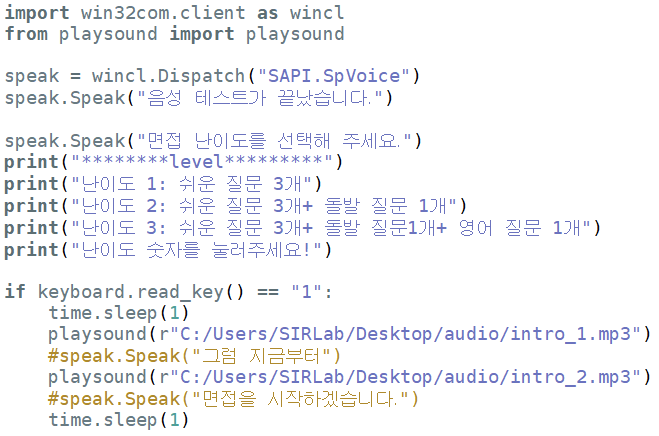 import win32com.client as wincl
from playsound import playsound

speak = wincl.Dispatch("SAPI.SpVoice")
speak.Speak("음성 테스트가 끝났습니다.")

speak.Speak("면접 난이도를 선택해 주세요.")
print("********level*********")
print("난이도 1: 쉬운 질문 3개")
print("난이도 2: 쉬운 질문 3개+ 돌발 질문 1개")
print("난이도 3: 쉬운 질문 3개+ 돌발 질문1개+ 영어 질문 1개")
print("난이도 숫자를 눌러주세요!")

if keyboard.read_key() == "1":
    time.sleep(1)
    playsound(r"C:/Users/SIRLab/Desktop/audio/intro_1.mp3")
    #speak.Speak("그럼 지금부터")
    playsound(r"C:/Users/SIRLab/Desktop/audio/intro_2.mp3")
    #speak.Speak("면접을 시작하겠습니다.")
    time.sleep(1)